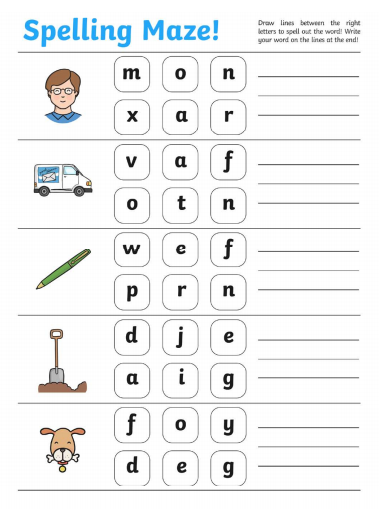 Spelling Maze!
Draw lines between the right
letters to spell out the word! Write
your word on the lines at the end!
m o n
x a r
v a f
o t n
w e f
p r n
d j e
a i g
f o y
d e g